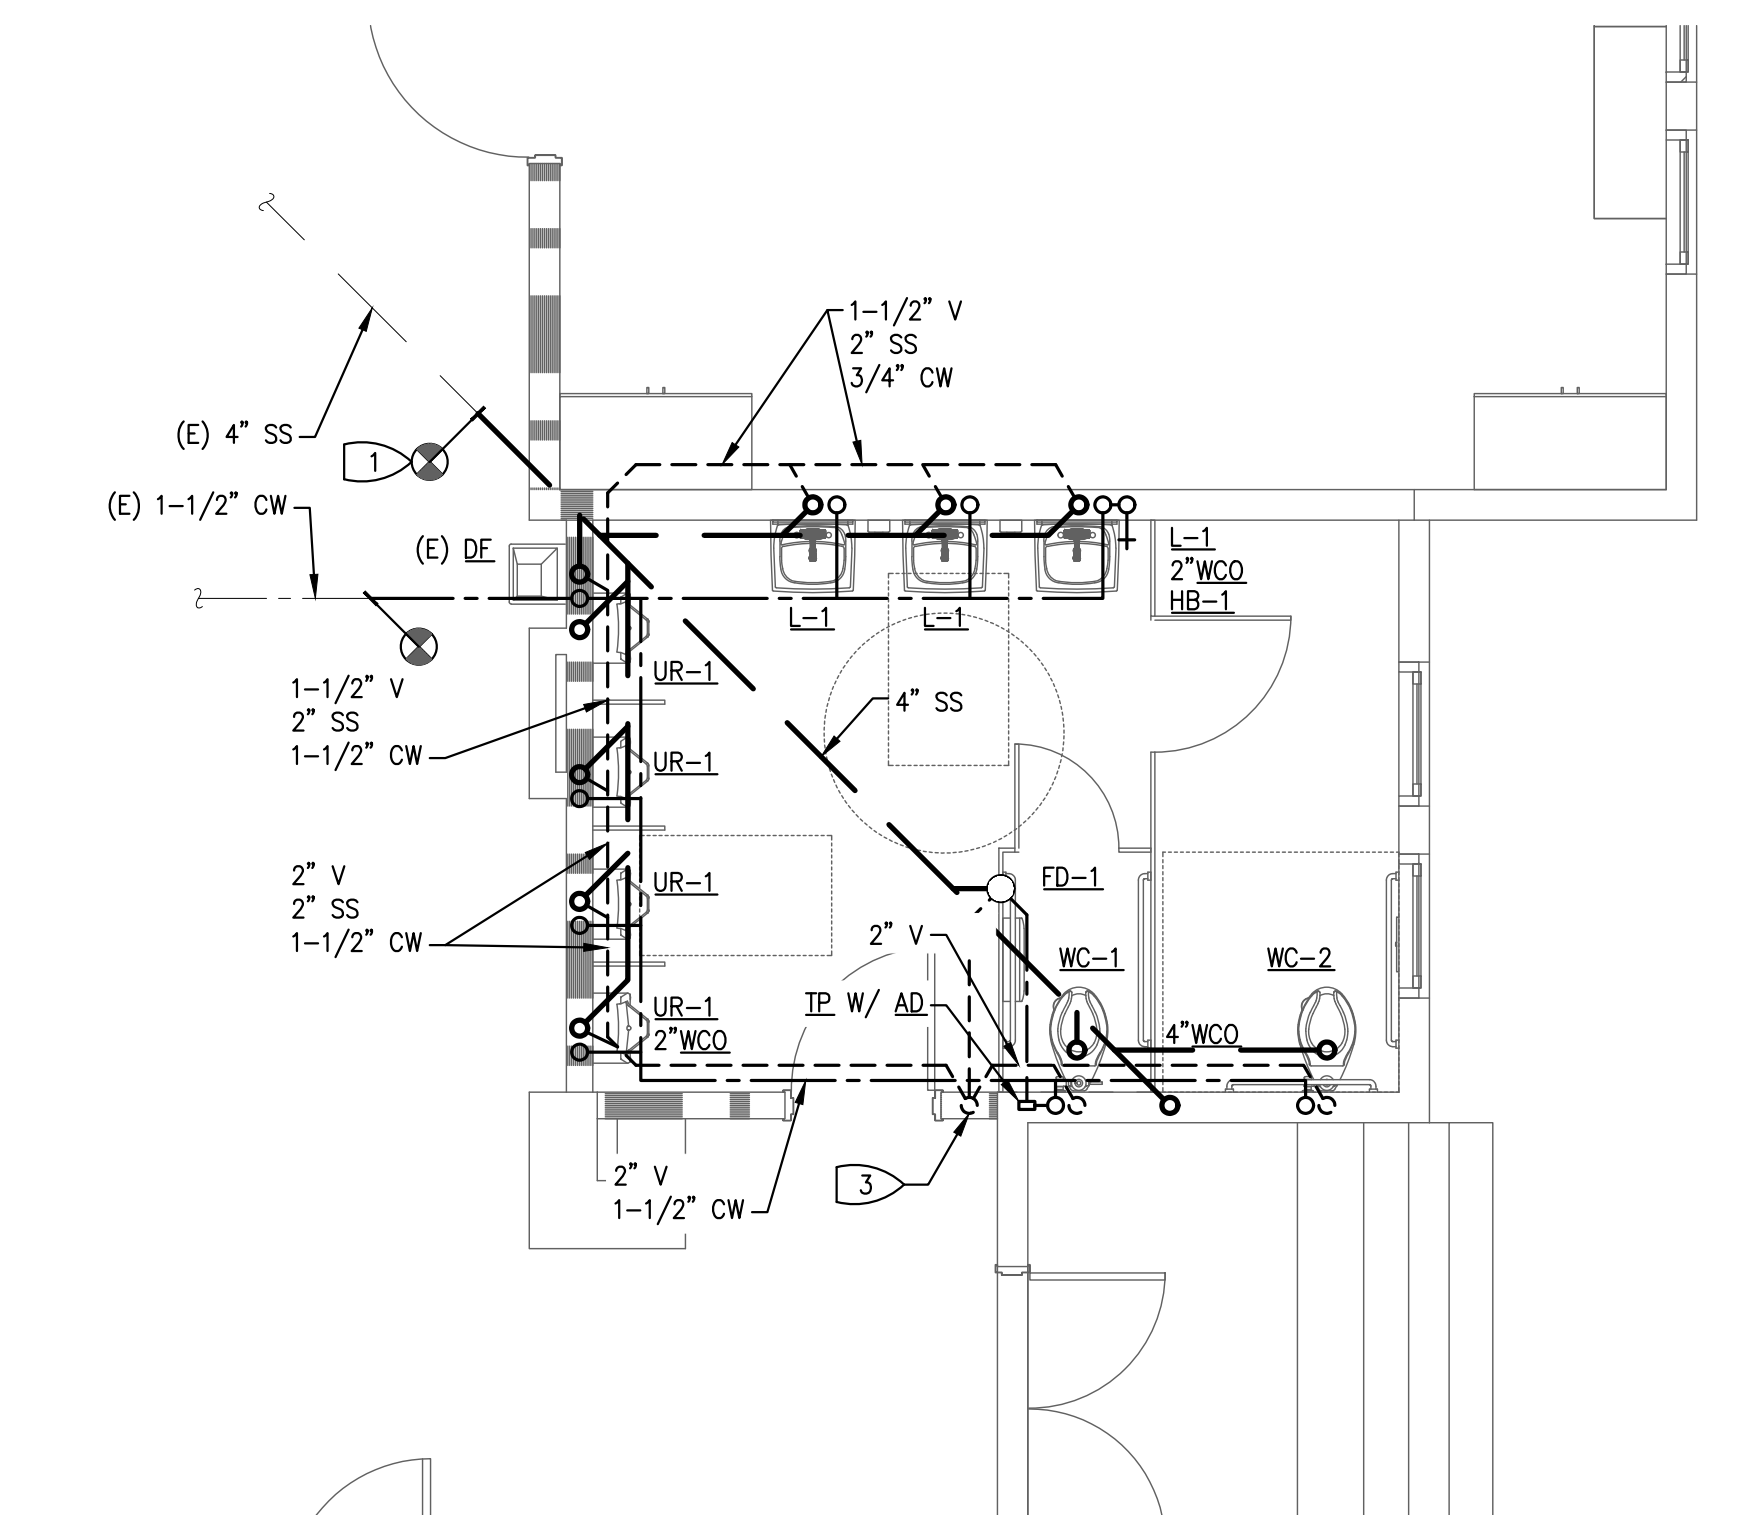 1-1/2" V
2" SS
3/4" CW
(E) 4" SS
1
(E) 1-1/2" CW
(E) DF
L-1
2"WCO
HB-1
L-1
L-1
UR-1
1-1/2" V
2" SS
1-1/2" CW
4" SS
UR-1
2" V
2" SS
1-1/2" CW
UR-1
FD-1
2" V
WC-1
WC-2
TP W/ AD
UR-1
2"WCO
4"WCO
2" V
1-1/2" CW
3